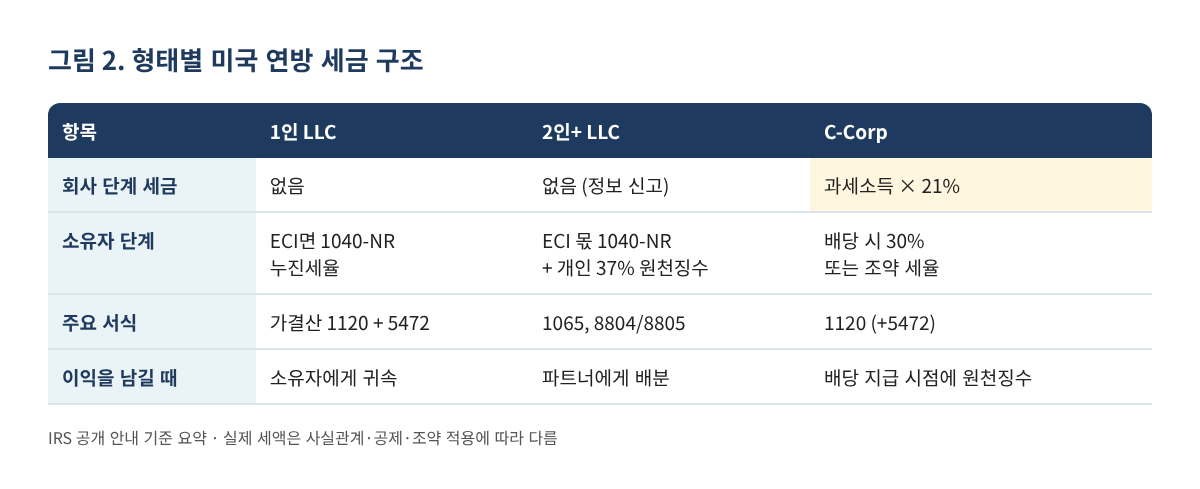 그림 2. 형태별 미국 연방 세금 구조
항목 1인 LLC 2인+ LLC C-Corp
회사 단계 세금 없음 없음 (정보 신고) 과세소득 × 21%
소유자 단계 ECI면 1040-NR ECI 몫 1040-NR 배당 시 30%
누진세율 + 개인 37% 원천징수 또는 조약 세율
주요 서식 가결산 1120 + 5472 1065, 8804/8805 1120 (+5472)
이익을 남길 때 소유자에게 귀속 파트너에게 배분 배당 지급 시점에 원천징수
IRS 공개 안내 기준 요약 · 실제 세액은 사실관계·공제·조약 적용에 따라 다름